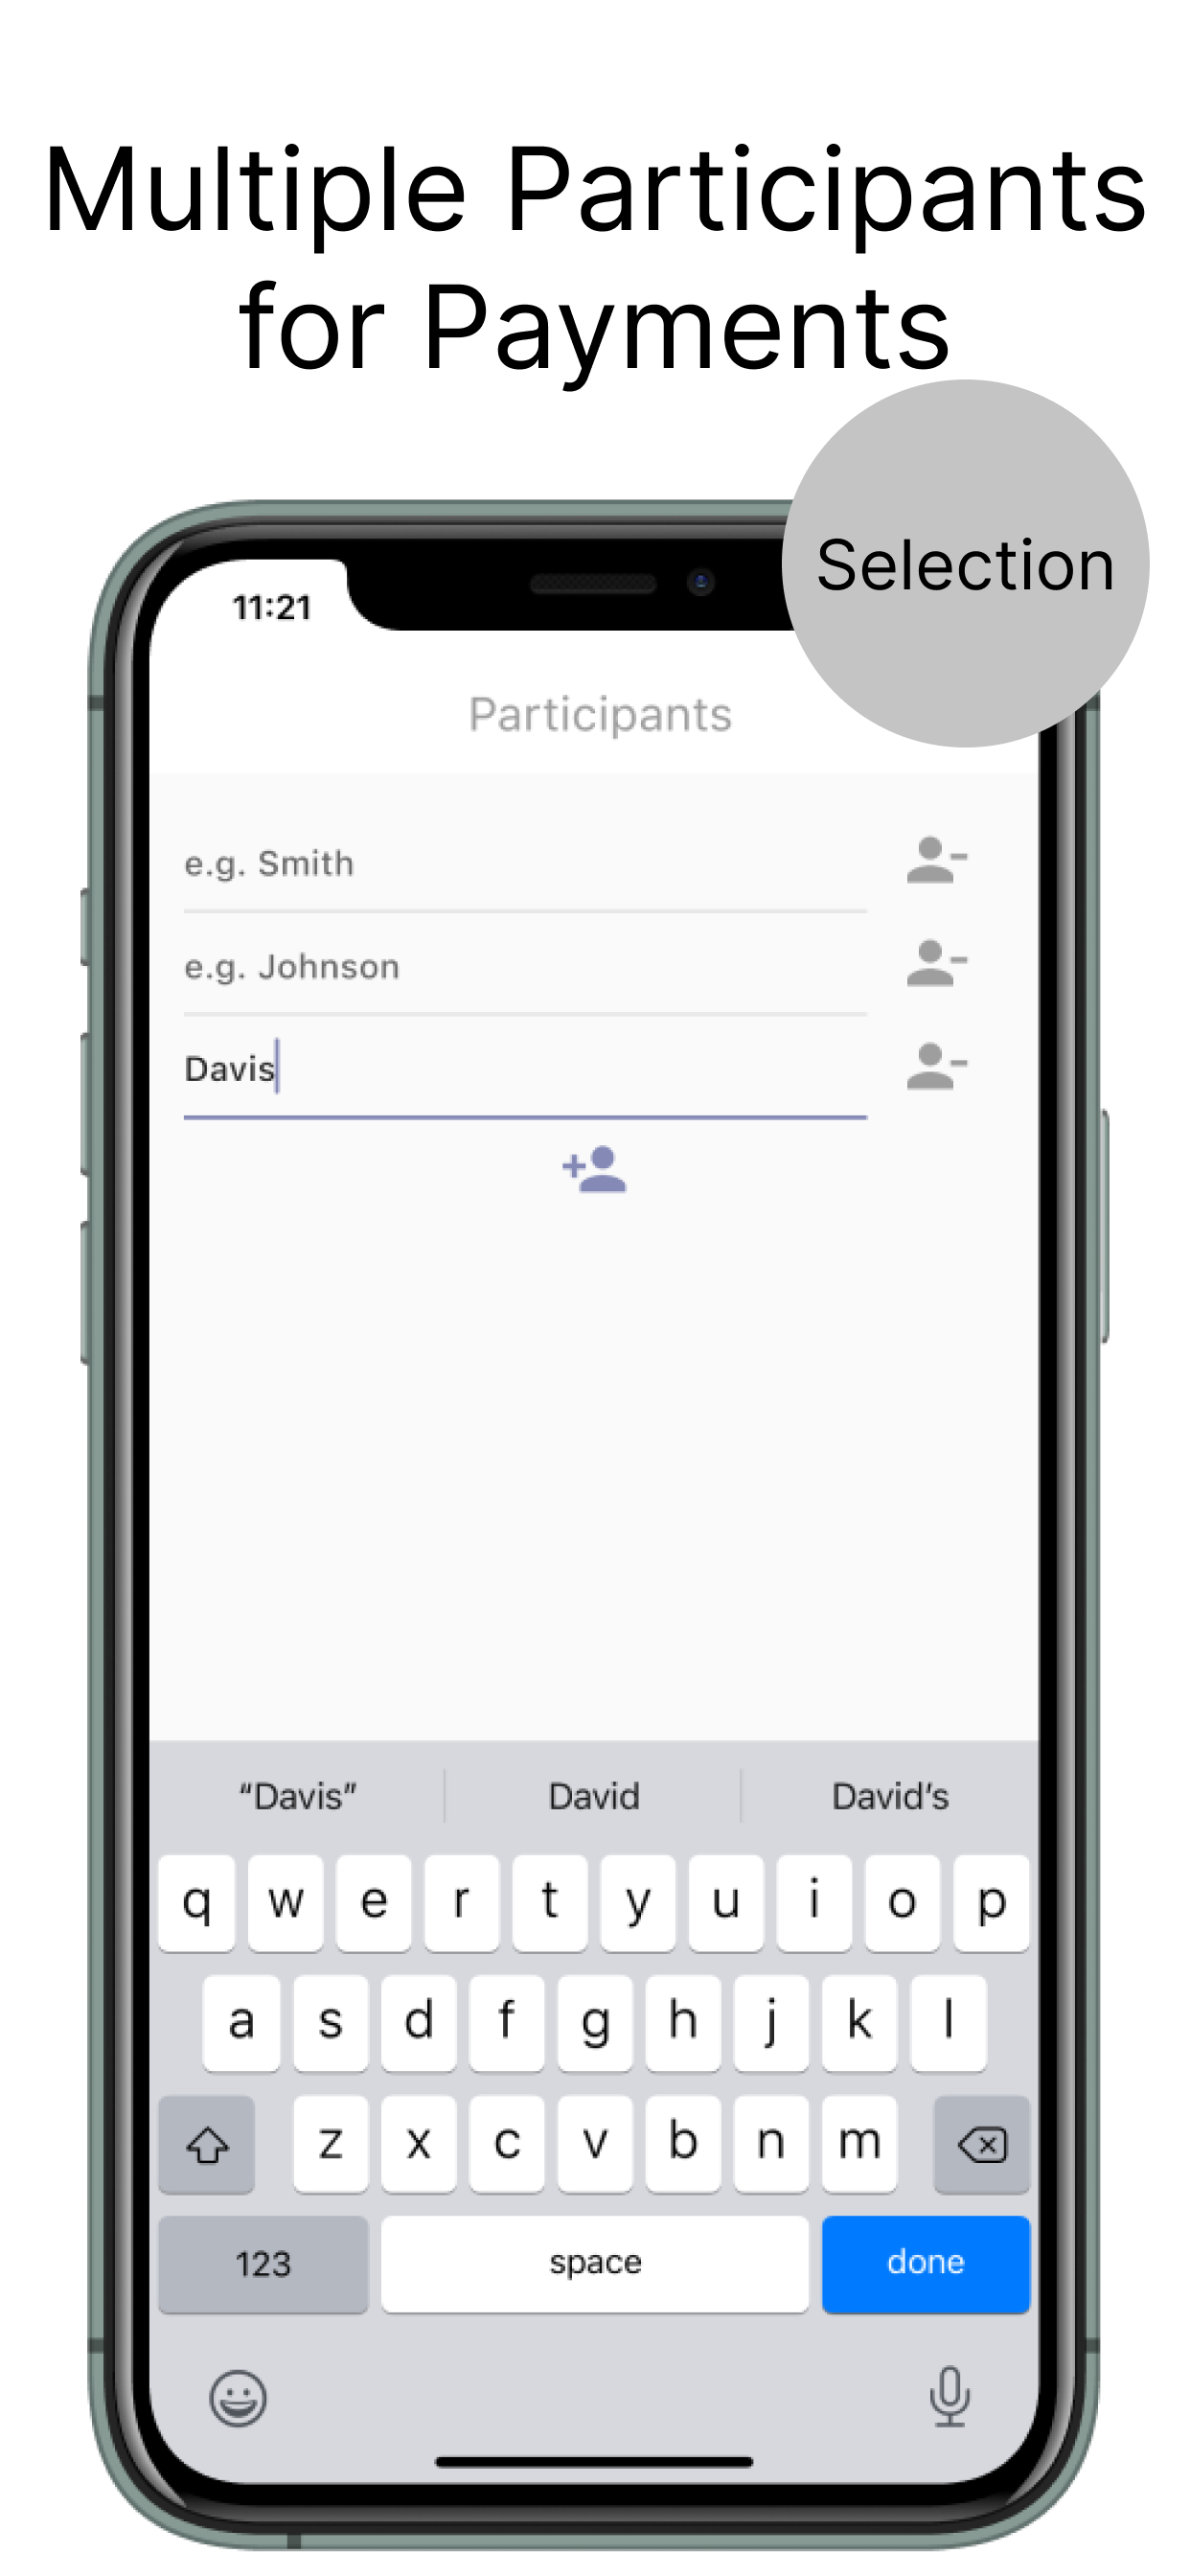 Multiple Participants
for Payments
Selection
11:21
Participants
e.g. Smith
e.g. Johnson
Davis
“Davis” David David’s
q w e r t y u i o p
a s d f g h j k l
z x c v b n m
123 space done